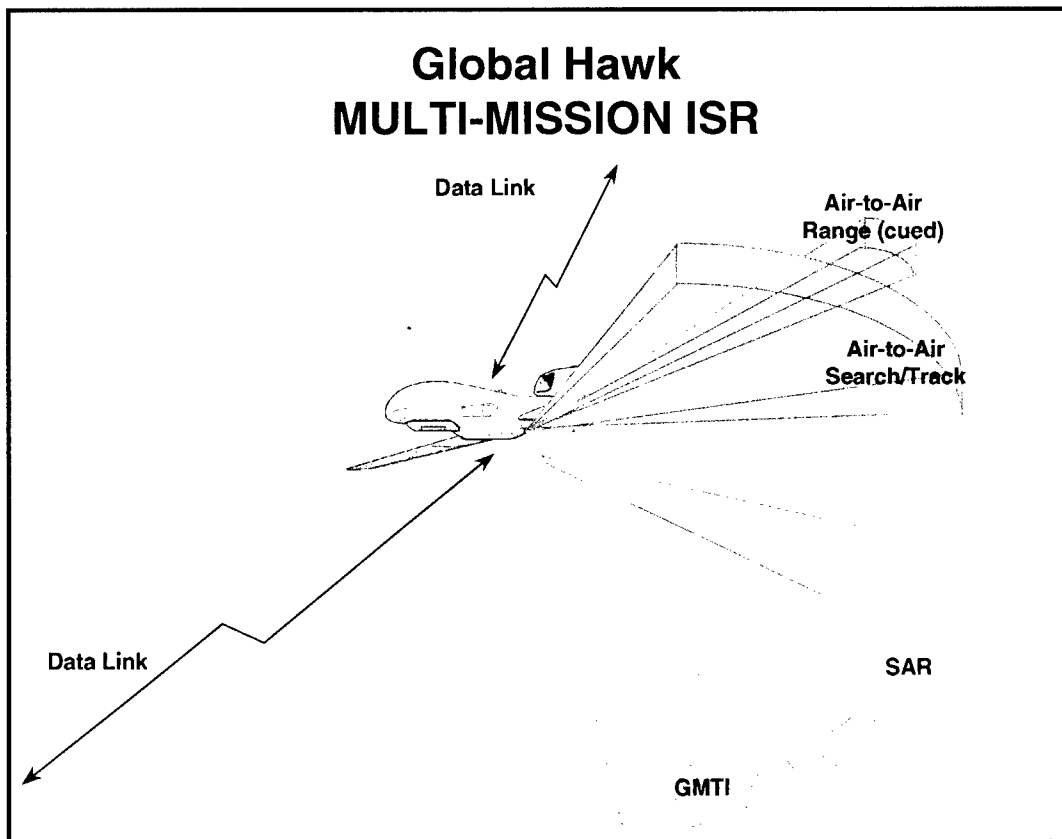 Global Hawk
MULTI-MISSION ISR
Data Link
Air-to-Air
Range (cued)
Air-to-Air
Search/Track
Data Link
SAR
GMTI